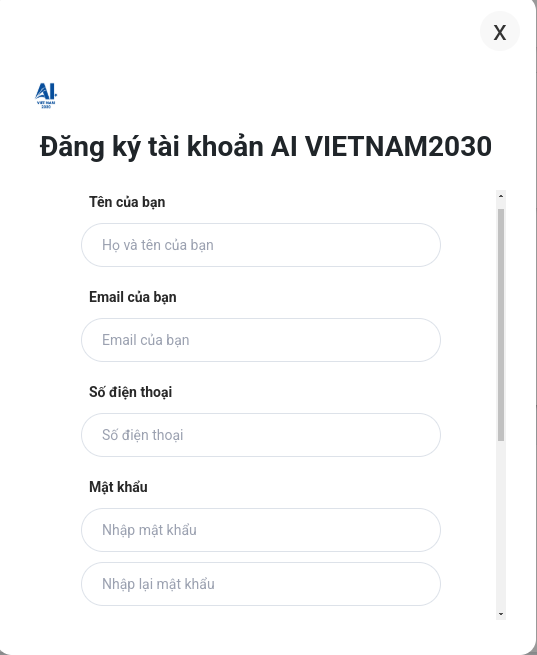 X
AI
VIET NAM
2030
Đăng ký tài khoản AI VIETNAM2030
Tên của bạn
Họ và tên của bạn
Email của bạn
Email của bạn
Số điện thoại
Số điện thoại
Mật khẩu
Nhập mật khẩu
Nhập lại mật khẩu